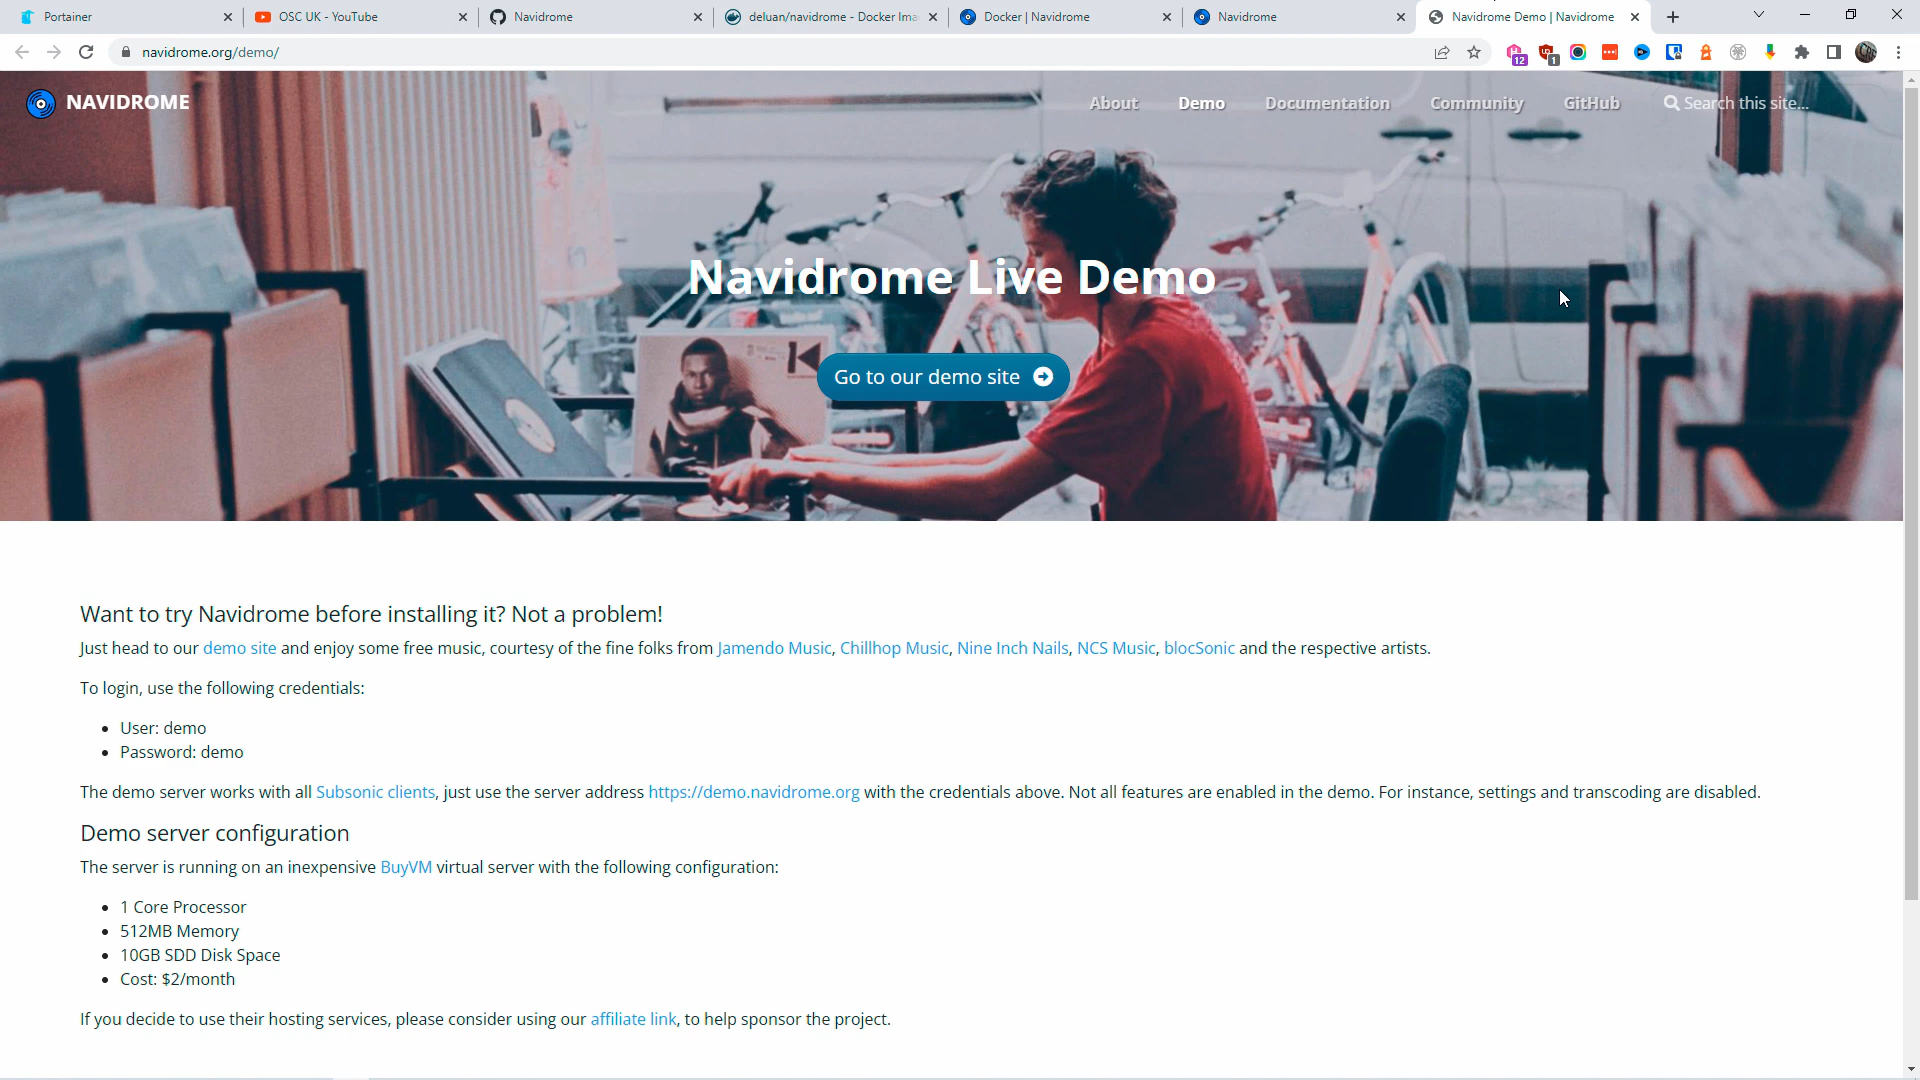 Portainer
OSC UK - YouTube
Navidrome
deluan/navidrome - Docker Ima
Docker | Navidrome
Navidrome
Navidrome Demo | Navidrome
navidrome.org/demo/
12
1
NAVIDROME
About
Demo
Documentation
Community
GitHub
Search this site...
Navidrome Live Demo
Go to our demo site
Want to try Navidrome before installing it? Not a problem!
Just head to our demo site and enjoy some free music, courtesy of the fine folks from Jamendo Music, Chillhop Music, Nine Inch Nails, NCS Music, blocSonic and the respective artists.
To login, use the following credentials:
• User: demo
• Password: demo
The demo server works with all Subsonic clients, just use the server address https://demo.navidrome.org with the credentials above. Not all features are enabled in the demo. For instance, settings and transcoding are disabled.
Demo server configuration
The server is running on an inexpensive BuyVM virtual server with the following configuration:
• 1 Core Processor
• 512MB Memory
• 10GB SDD Disk Space
• Cost: $2/month
If you decide to use their hosting services, please consider using our affiliate link, to help sponsor the project.